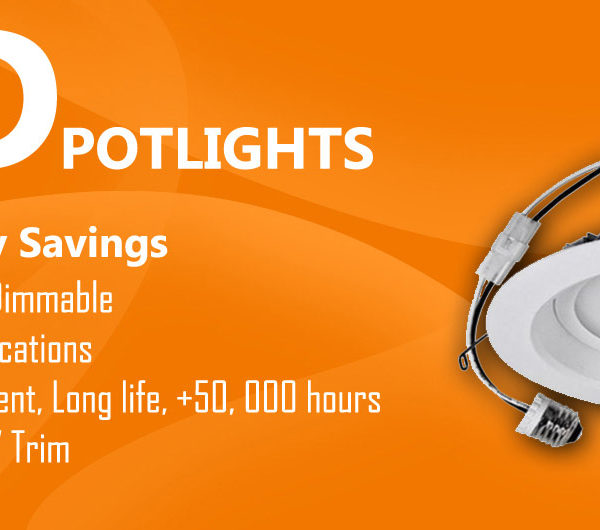 D POTLIGHTS
y Savings
Dimmable
cations
ent, Long life, +50, 000 hours
" Trim